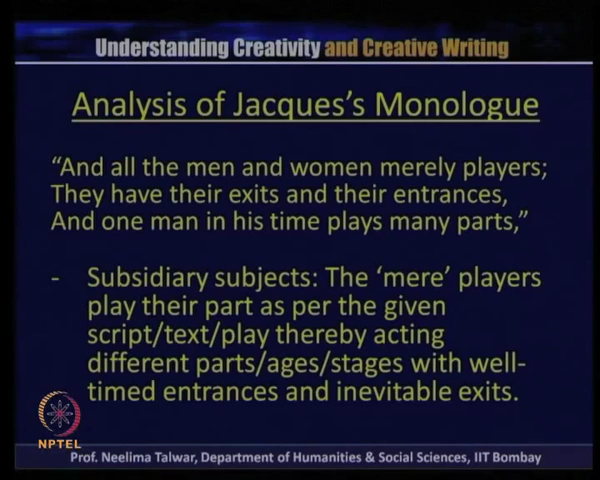 Understanding Creativity and Creative Writing
Analysis of Jacques's Monologue
“And all the men and women merely players;
They have their exits and their entrances,
And one man in his time plays many parts,”
- Subsidiary subjects: The ‘mere’ players
play their part as per the given
script/text/play thereby acting
different parts/ages/stages with well-
timed entrances and inevitable exits.
NPTEL
Prof. Neelima Talwar, Department of Humanities & Social Sciences, IIT Bombay